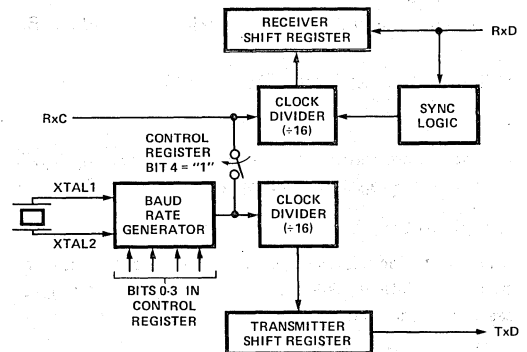 RECEIVER
SHIFT REGISTER
RxD
RxC
CLOCK
DIVIDER
(÷16)
SYNC
LOGIC
CONTROL
REGISTER
BIT 4 = "1"
XTAL1
XTAL2
BAUD
RATE
GENERATOR
CLOCK
DIVIDER
(÷16)
BITS 0-3 IN
CONTROL
REGISTER
TRANSMITTER
SHIFT REGISTER
TxD